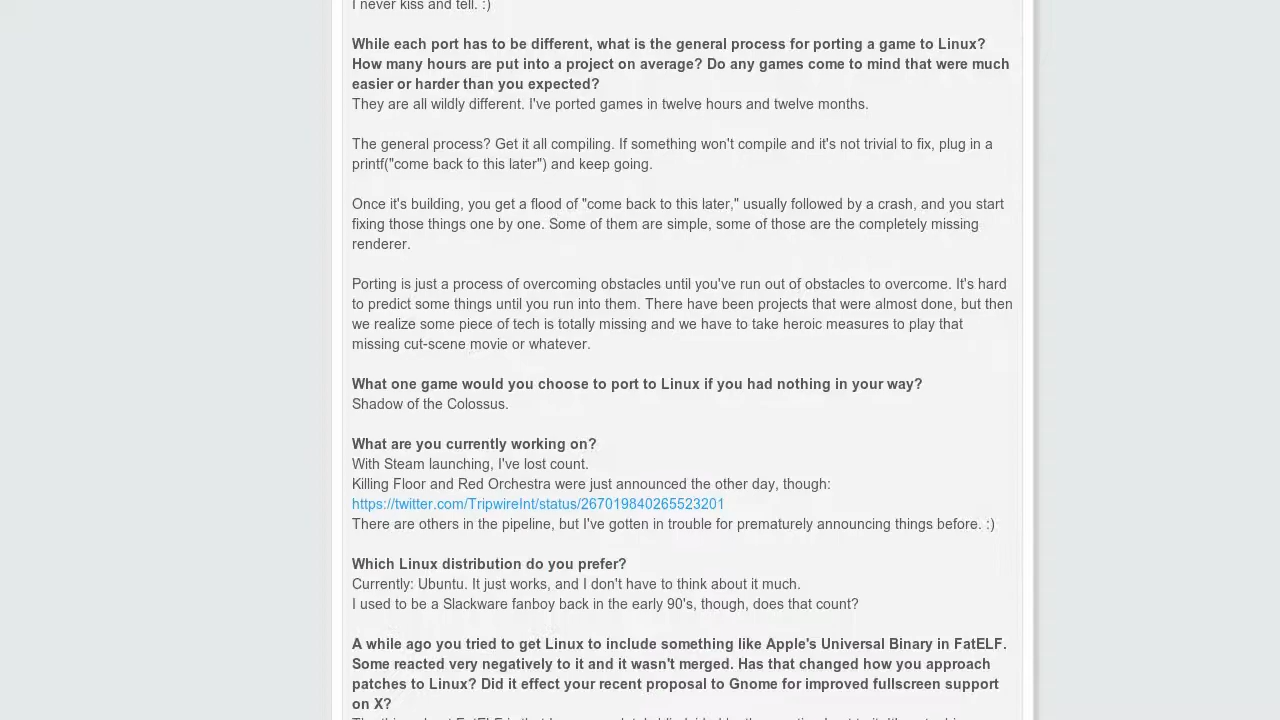 I never kiss and tell. :)
While each port has to be different, what is the general process for porting a game to Linux?
How many hours are put into a project on average? Do any games come to mind that were much
easier or harder than you expected?
They are all wildly different. I've ported games in twelve hours and twelve months.
The general process? Get it all compiling. If something won't compile and it's not trivial to fix, plug in a
printf("come back to this later") and keep going.
Once it's building, you get a flood of "come back to this later," usually followed by a crash, and you start
fixing those things one by one. Some of them are simple, some of those are the completely missing
renderer.
Porting is just a process of overcoming obstacles until you've run out of obstacles to overcome. It's hard
to predict some things until you run into them. There have been projects that were almost done, but then
we realize some piece of tech is totally missing and we have to take heroic measures to play that
missing cut-scene movie or whatever.
What one game would you choose to port to Linux if you had nothing in your way?
Shadow of the Colossus.
What are you currently working on?
With Steam launching, I've lost count.
Killing Floor and Red Orchestra were just announced the other day, though:
https://twitter.com/TripwireInt/status/267019840265523201
There are others in the pipeline, but I've gotten in trouble for prematurely announcing things before. :)
Which Linux distribution do you prefer?
Currently: Ubuntu. It just works, and I don't have to think about it much.
I used to be a Slackware fanboy back in the early 90's, though, does that count?
A while ago you tried to get Linux to include something like Apple's Universal Binary in FatELF.
Some reacted very negatively to it and it wasn't merged. Has that changed how you approach
patches to Linux? Did it effect your recent proposal to Gnome for improved fullscreen support
on X?